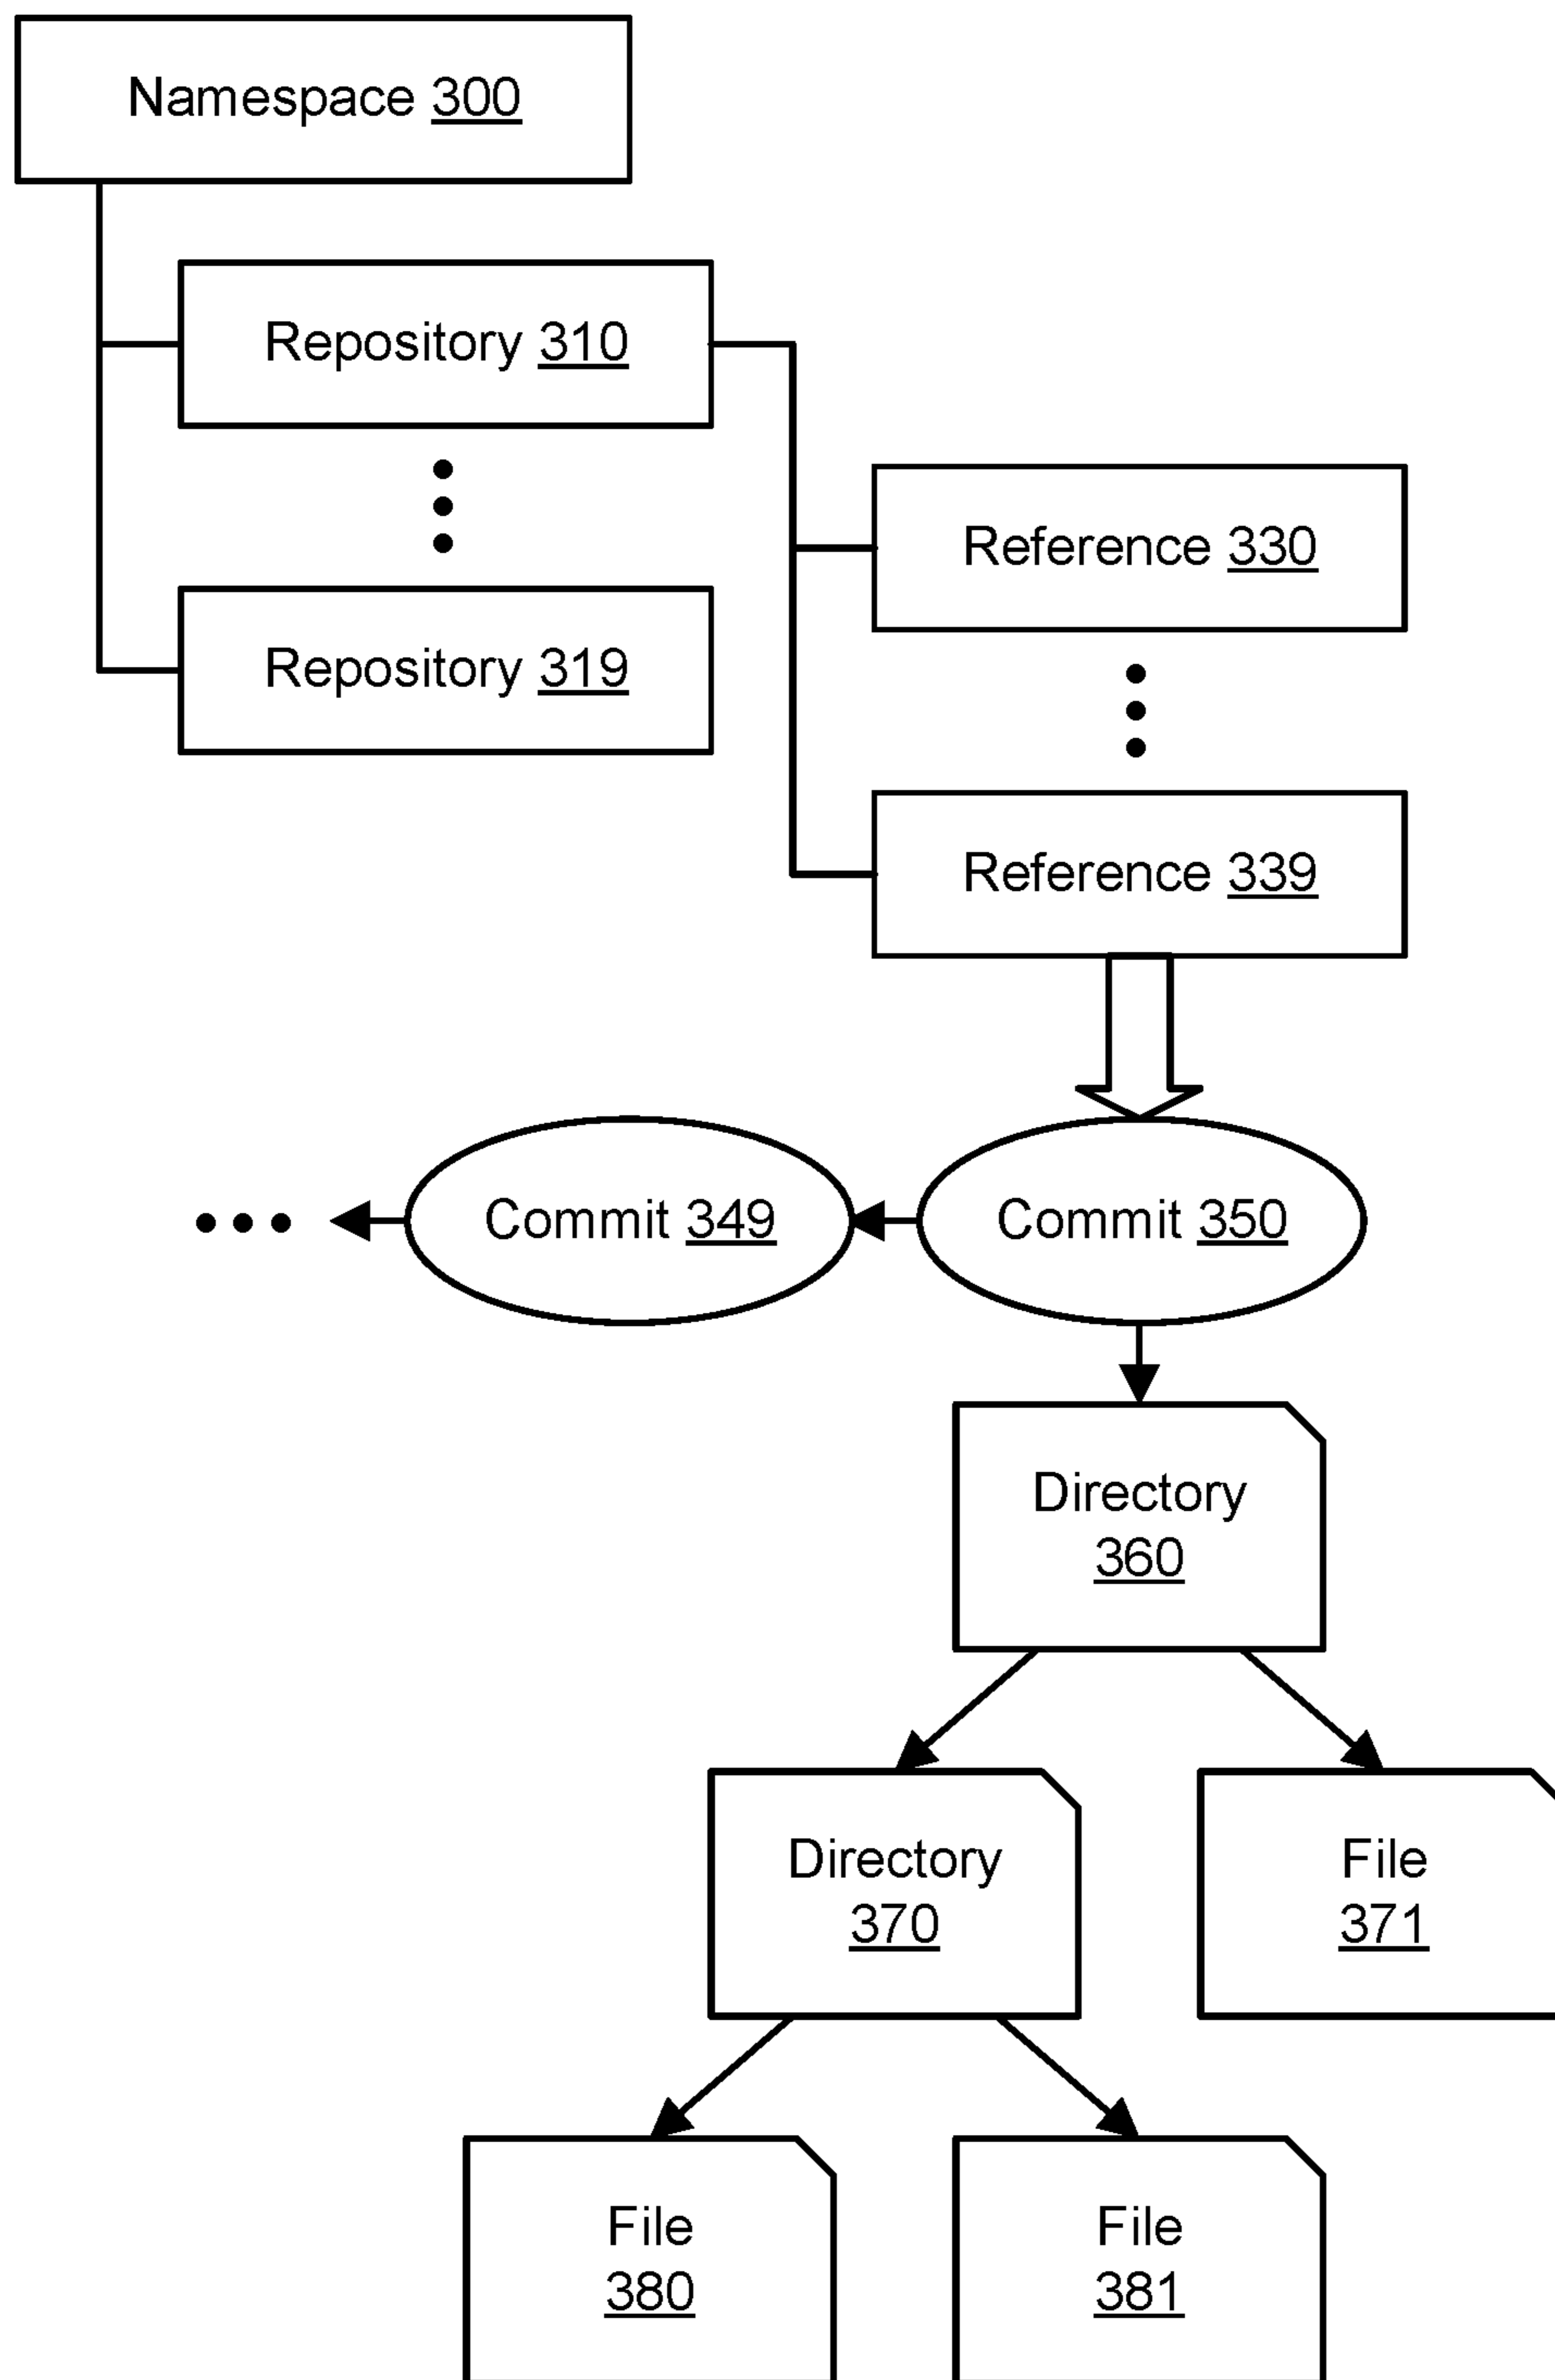 Namespace 300
Repository 310
Reference 330
Repository 319
Reference 339
Commit 349
Commit 350
Directory
360
Directory
370
File
371
File
380
File
381